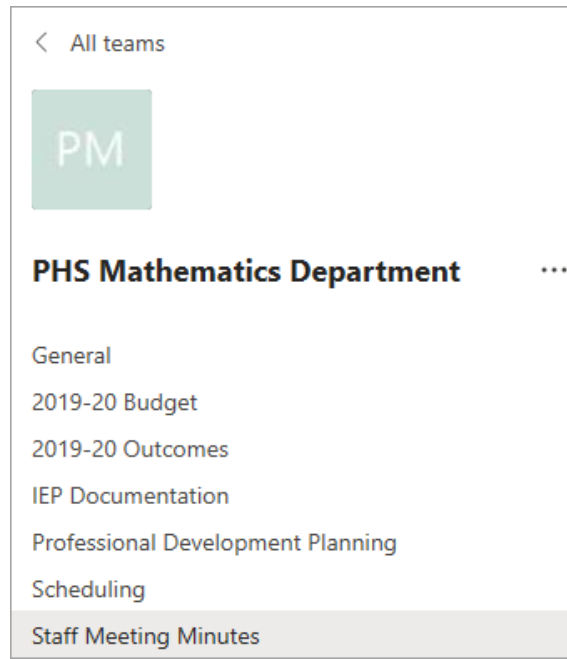 All teams
PM
PHS Mathematics Department
General
2019-20 Budget
2019-20 Outcomes
IEP Documentation
Professional Development Planning
Scheduling
Staff Meeting Minutes